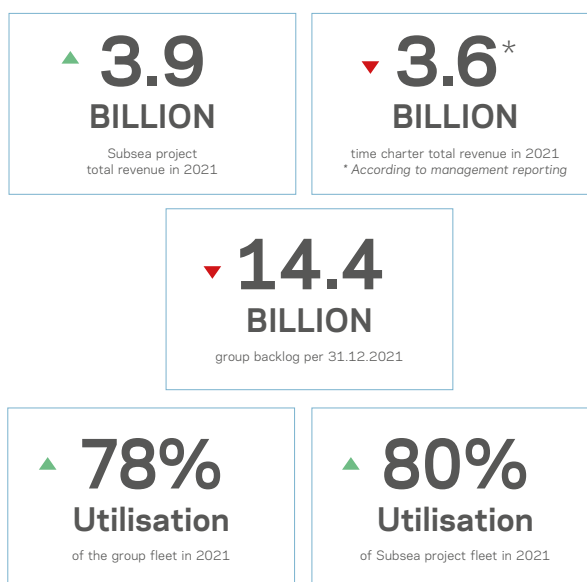 3.9
BILLION
Subsea project
total revenue in 2021
3.6*
BILLION
time charter total revenue in 2021
* According to management reporting
14.4
BILLION
group backlog per 31.12.2021
78%
Utilisation
of the group fleet in 2021
80%
Utilisation
of Subsea project fleet in 2021